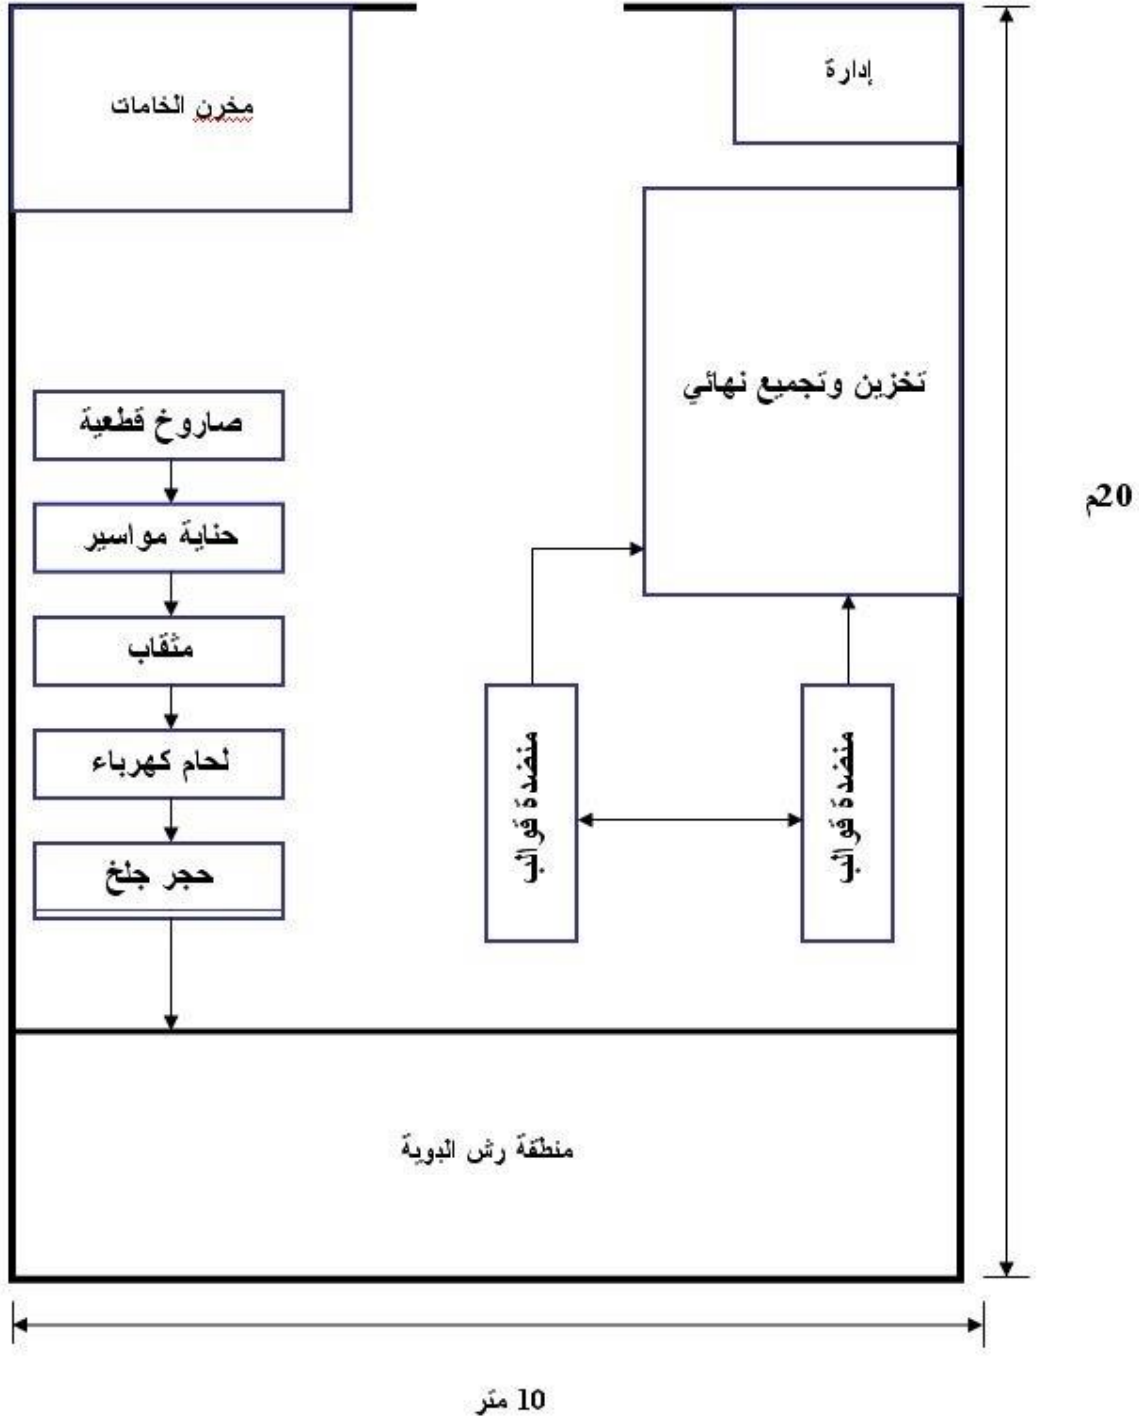 إدارة
مخرن الخامات
تخزين وتجميع نهائي
صاروخ قطعية
حناية مواسير
مثقاب
لحام كهرباء
حجر جلخ
منضدة قوالب
منضدة قوالب
منطقة رش البوية
20م
10 متر